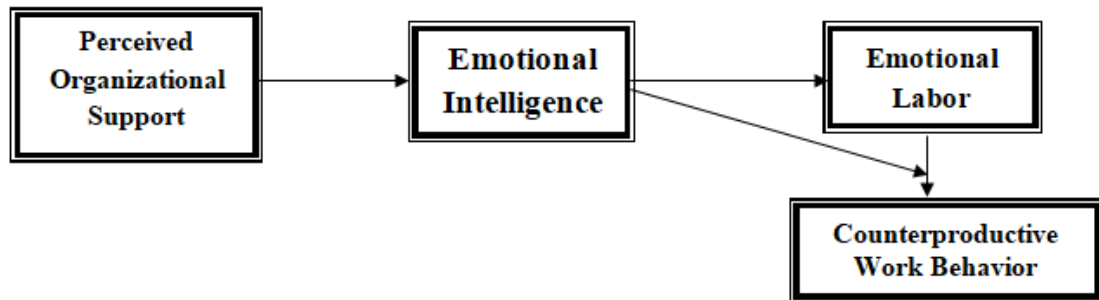 Perceived
Organizational
Support
Emotional
Intelligence
Emotional
Labor
Counterproductive
Work Behavior